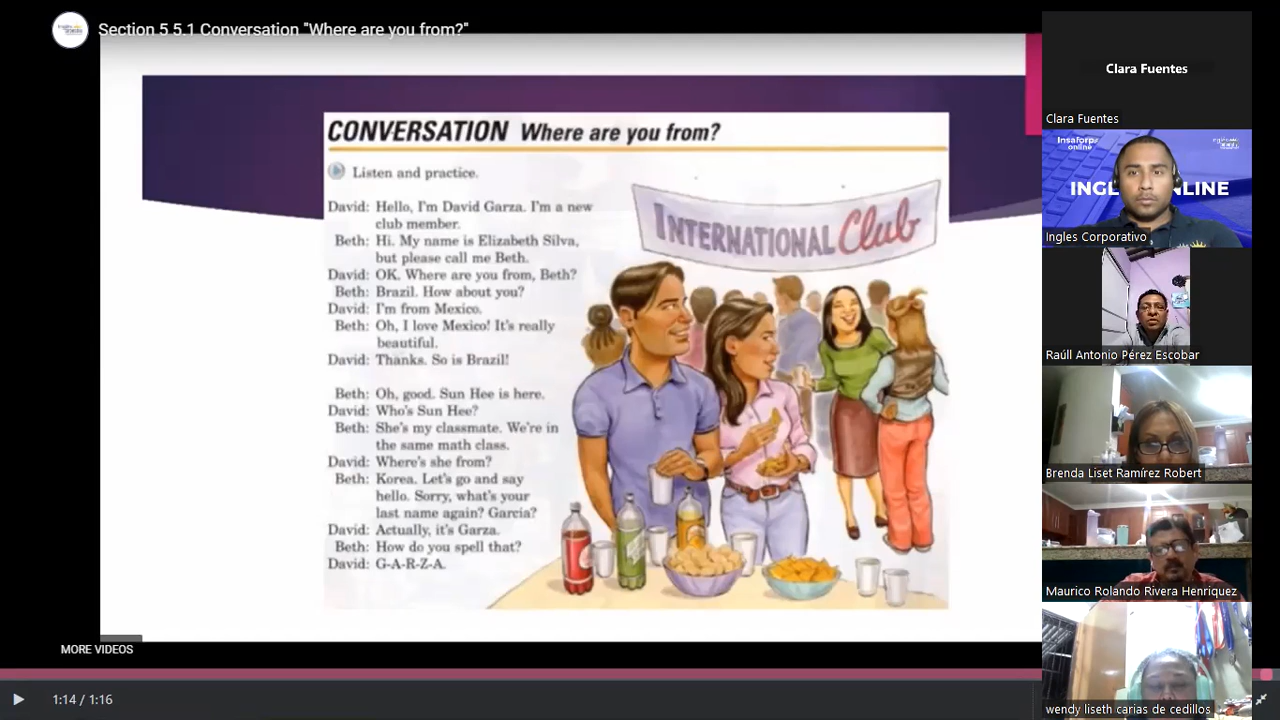 Section 5 5.1 Conversation "Where are you from?"
CONVERSATION Where are you from?
Listen and practice.
David: Hello, I'm David Garza. I'm a new
club member.
Beth: Hi. My name is Elizabeth Silva,
but please call me Beth.
David: OK. Where are you from, Beth?
Beth: Brazil. How about you?
David: I'm from Mexico.
Beth: Oh, I love Mexico! It's really
beautiful.
David: Thanks. So is Brazil!
Beth: Oh, good. Sun Hee is here.
David: Who's Sun Hee?
Beth: She's my classmate. We're in
the same math class.
David: Where's she from?
Beth: Korea. Let's go and say
hello. Sorry, what's your
last name again? Garcia?
David: Actually, it's Garza.
Beth: How do you spell that?
David: G-A-R-Z-A.
INTERNATIONAL Club
MORE VIDEOS
1:14 / 1:16
Clara Fuentes
Clara Fuentes
Insaforp
online
INGL ONLINE
Ingles Corporativo
Raúl Antonio Pérez Escobar
Brenda Liset Ramírez Robert
Maurico Rolando Rivera Henriquez
wendy liseth carias de cedillos